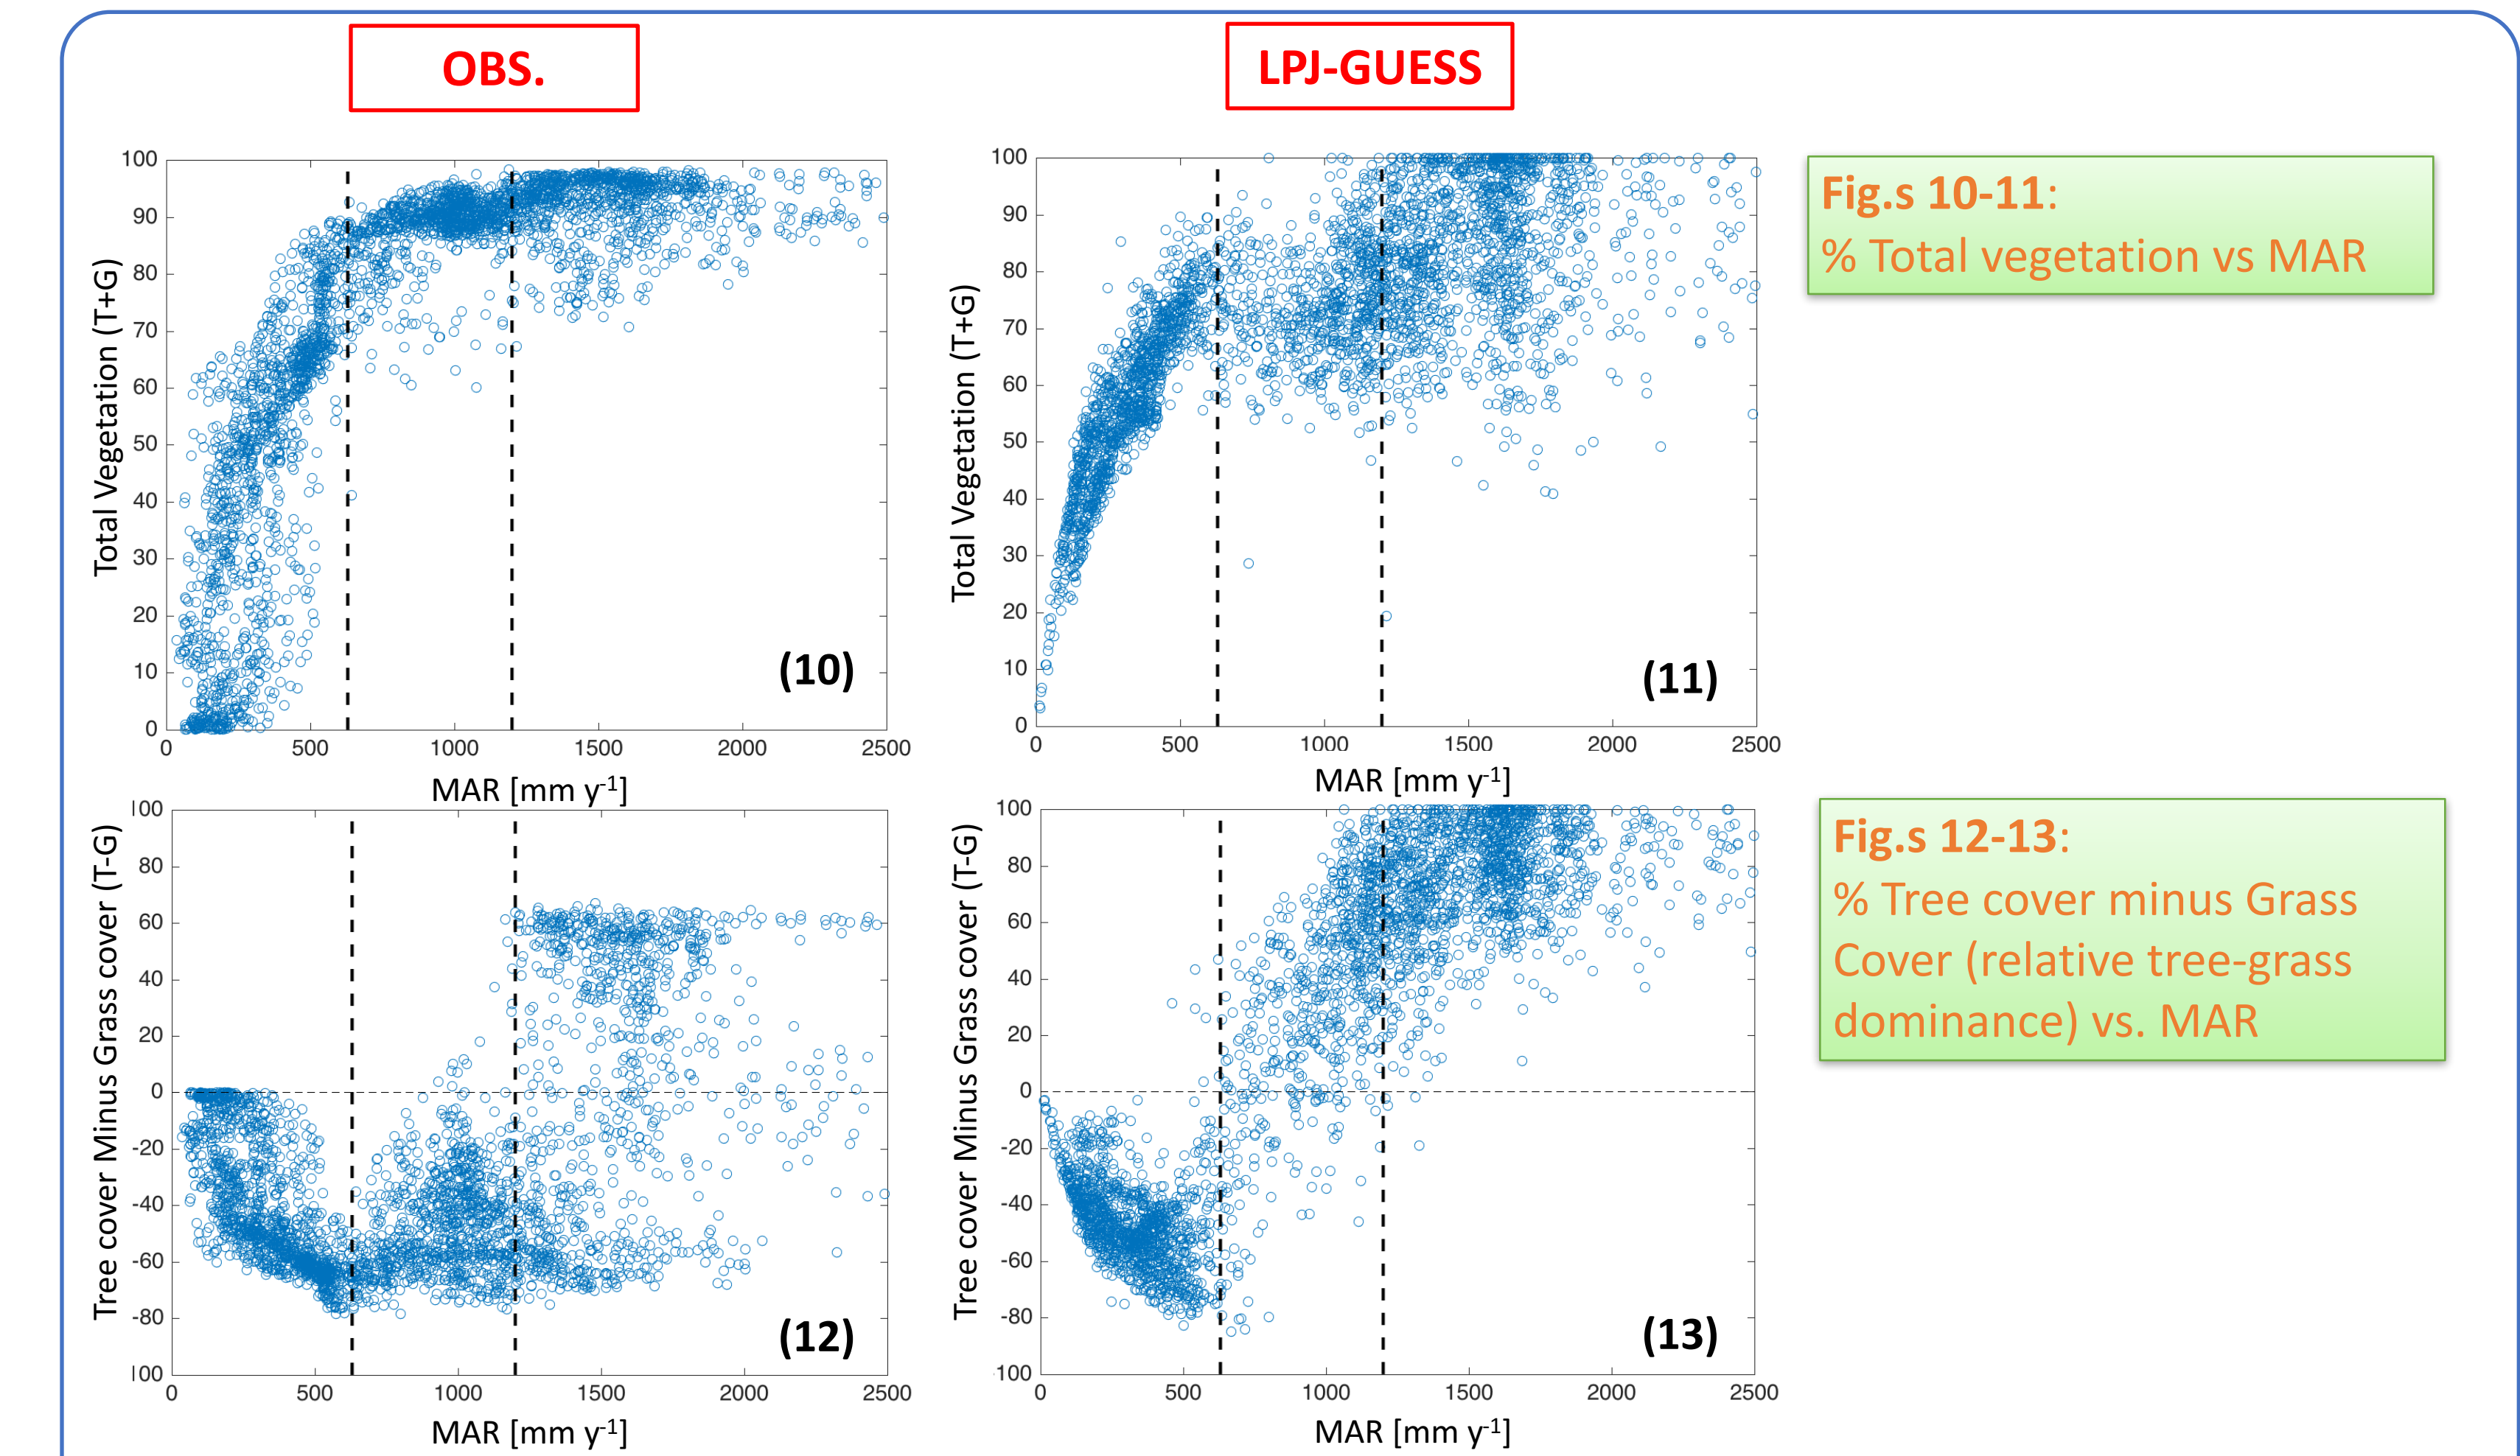 OBS.
LPJ-GUESS
100
90
80
70
60
50
40
30
20
10
0
0 500 1000 1500 2000 2500
Total Vegetation (T+G)
MAR [mm y-1]
(10)
100
90
80
70
60
50
40
30
20
10
0
0 500 1000 1500 2000 2500
Total Vegetation (T+G)
MAR [mm y-1]
(11)
Fig.s 10-11:
% Total vegetation vs MAR
100
80
60
40
20
0
-20
-40
-60
-80
100
0 500 1000 1500 2000 2500
Tree cover Minus Grass cover (T-G)
MAR [mm y-1]
(12)
100
80
60
40
20
0
-20
-40
-60
-80
100
0 500 1000 1500 2000 2500
Tree cover Minus Grass cover (T-G)
MAR [mm y-1]
(13)
Fig.s 12-13:
% Tree cover minus Grass
Cover (relative tree-grass
dominance) vs. MAR